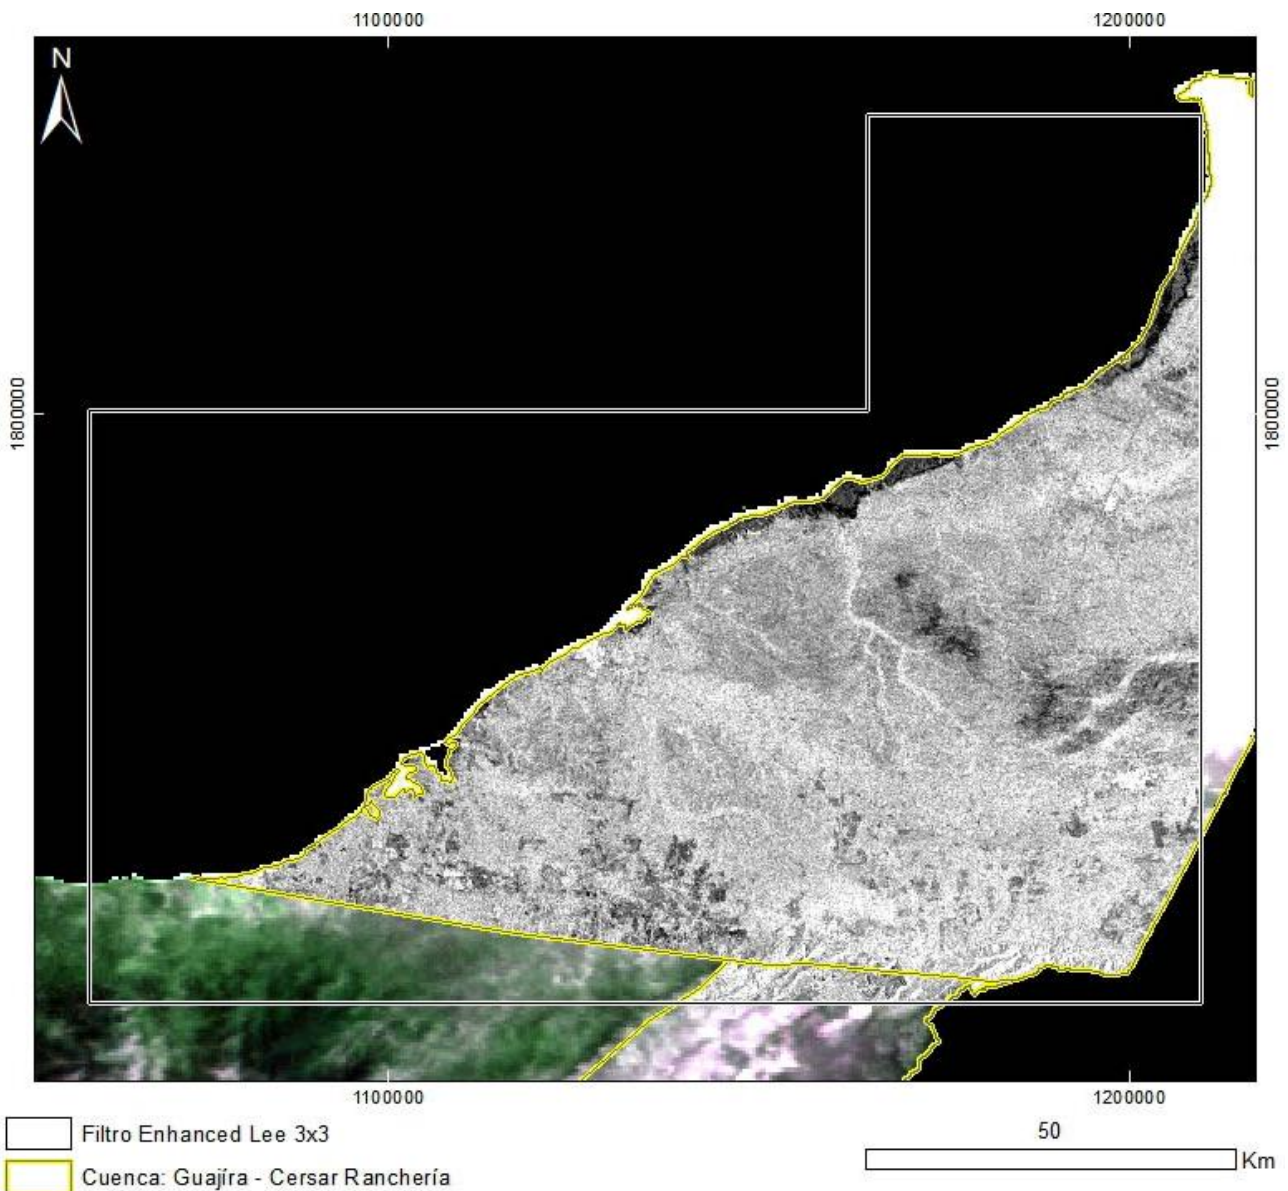 1100000 1200000
N
1800000 1800000
1100000 1200000
Filtro Enhanced Lee 3x3
50
Km
Cuenca: Guajíra - Cersar Ranchería